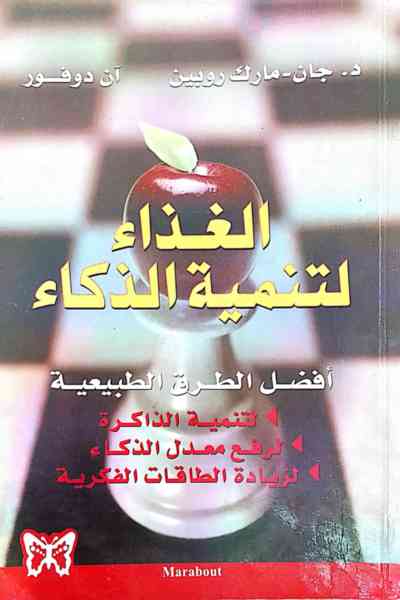 د. جان-مارك روبين    آن دوفور
الغذاء
لتنمية الذكاء
أفضل الطرق الطبيعية
لتنمية الذاكرة
لرفع معدل الذكاء
لزيادة الطاقات الفكرية
Marabout